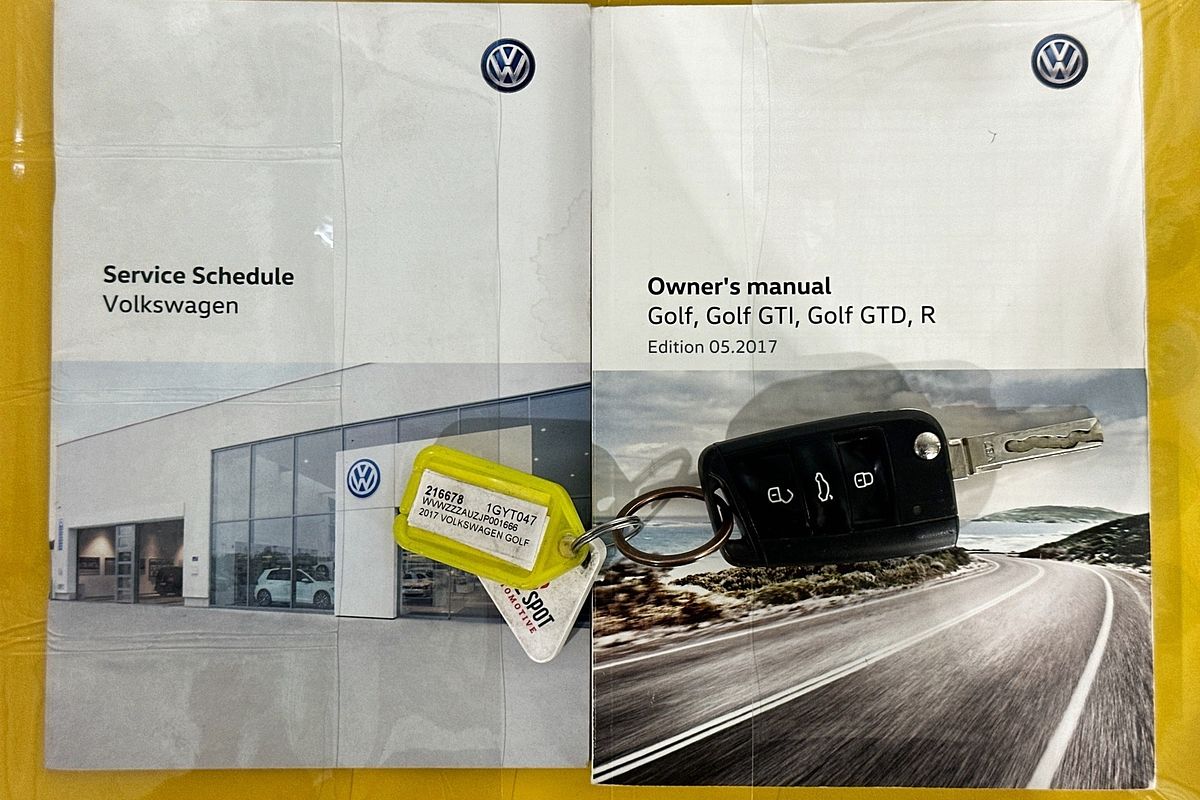 Service Schedule
Volkswagen
Owner's manual
Golf, Golf GTI, Golf GTD, R
Edition 05.2017
216678 1GYT047
WVWZZZAUZJP001666
2017 VOLKSWAGEN GOLF
SPOT